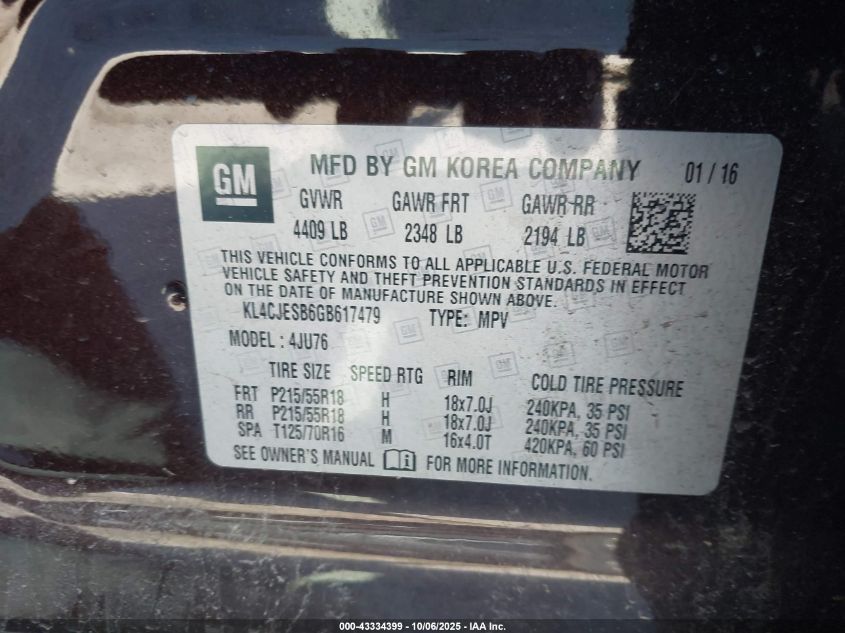 GM MFD BY GM KOREA COMPANY 01 / 16
GVWR GAWR FRT GAWR RR
4409 LB 2348 LB 2194 LB
THIS VEHICLE CONFORMS TO ALL APPLICABLE U.S. FEDERAL MOTOR
VEHICLE SAFETY AND THEFT PREVENTION STANDARDS IN EFFECT
ON THE DATE OF MANUFACTURE SHOWN ABOVE.
KL4CJESB6GB617479 TYPE: MPV
MODEL : 4JU76
TIRE SIZE SPEED RTG RIM COLD TIRE PRESSURE
FRT P215/55R18 H 18x7.0J 240KPA, 35 PSI
RR P215/55R18 H 18x7.0J 240KPA, 35 PSI
SPA T125/70R16 M 16x4.0T 420KPA, 60 PSI
SEE OWNER'S MANUAL FOR MORE INFORMATION.
000-43334399 - 10/06/2025 - IAA Inc.